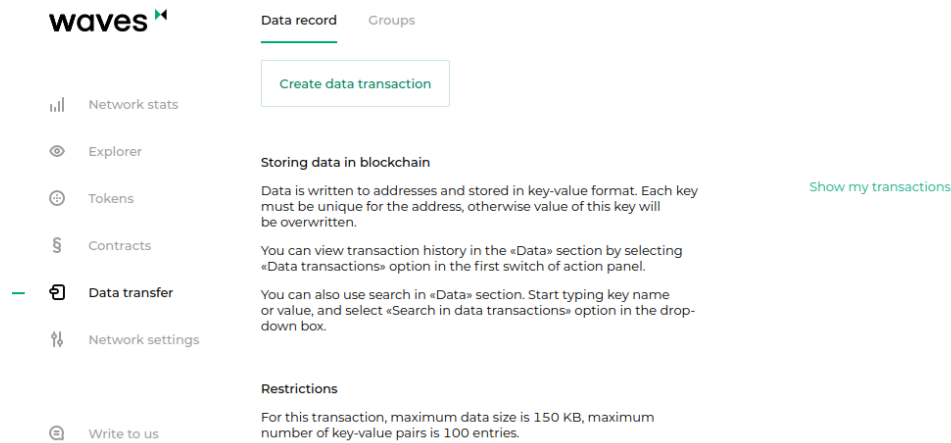 waves
Data record
Groups
Create data transaction
Network stats
Explorer
Tokens
Contracts
Data transfer
Network settings
Write to us
Storing data in blockchain
Data is written to addresses and stored in key-value format. Each key
must be unique for the address, otherwise value of this key will
be overwritten.
You can view transaction history in the «Data» section by selecting
«Data transactions» option in the first switch of action panel.
You can also use search in «Data» section. Start typing key name
or value, and select «Search in data transactions» option in the drop-
down box.
Show my transactions
Restrictions
For this transaction, maximum data size is 150 KB, maximum
number of key-value pairs is 100 entries.